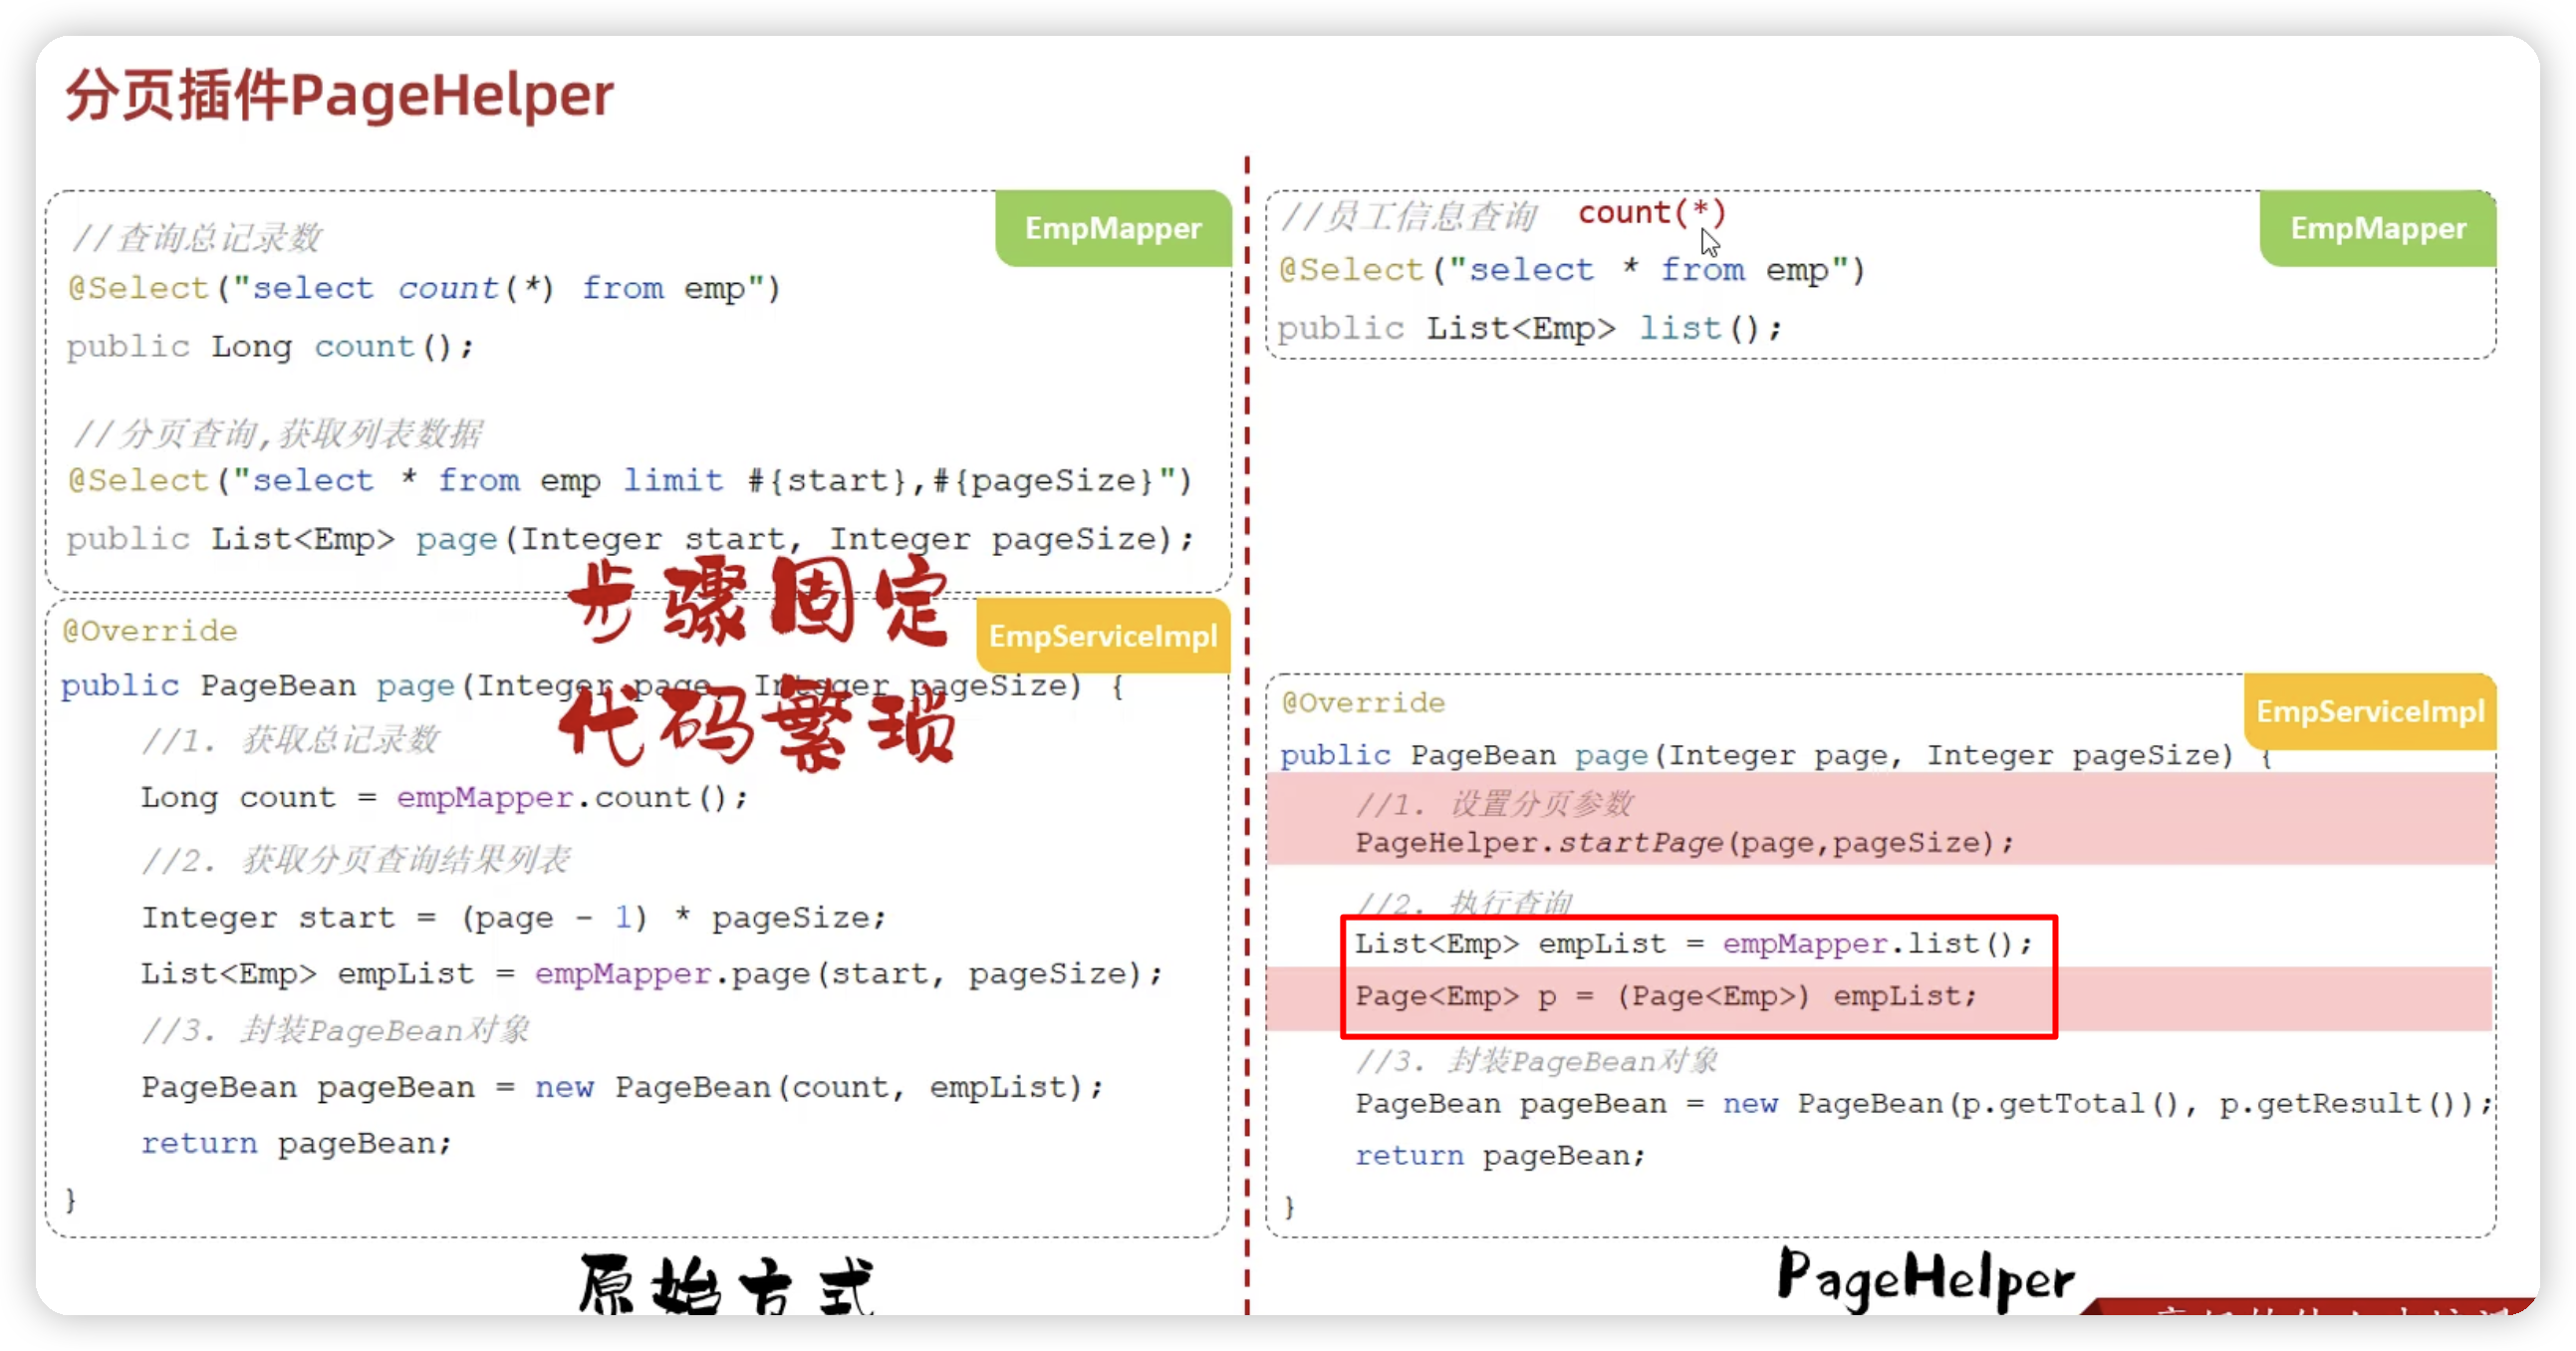 分页插件PageHelper
//查询总记录数
EmpMapper
@Select("select count(*) from emp")
public Long count();
//分页查询,获取列表数据
@Select("select * from emp limit #{start},#{pageSize}")
public List<Emp> page(Integer start, Integer pageSize);
步骤固定
代码繁琐
@Override
EmpServiceImpl
public PageBean page(Integer page, Integer pageSize) {
//1. 获取总记录数
Long count = empMapper.count();
//2. 获取分页查询结果列表
Integer start = (page - 1) * pageSize;
List<Emp> empList = empMapper.page(start, pageSize);
//3. 封装PageBean对象
PageBean pageBean = new PageBean(count, empList);
return pageBean;
}
原始方式
//员工信息查询 count(*)
EmpMapper
@Select("select * from emp")
public List<Emp> list();
@Override
EmpServiceImpl
public PageBean page(Integer page, Integer pageSize) {
//1. 设置分页参数
PageHelper.startPage(page,pageSize);
//2. 执行查询
List<Emp> empList = empMapper.list();
Page<Emp> p = (Page<Emp>) empList;
//3. 封装PageBean对象
PageBean pageBean = new PageBean(p.getTotal(), p.getResult());
return pageBean;
}
PageHelper